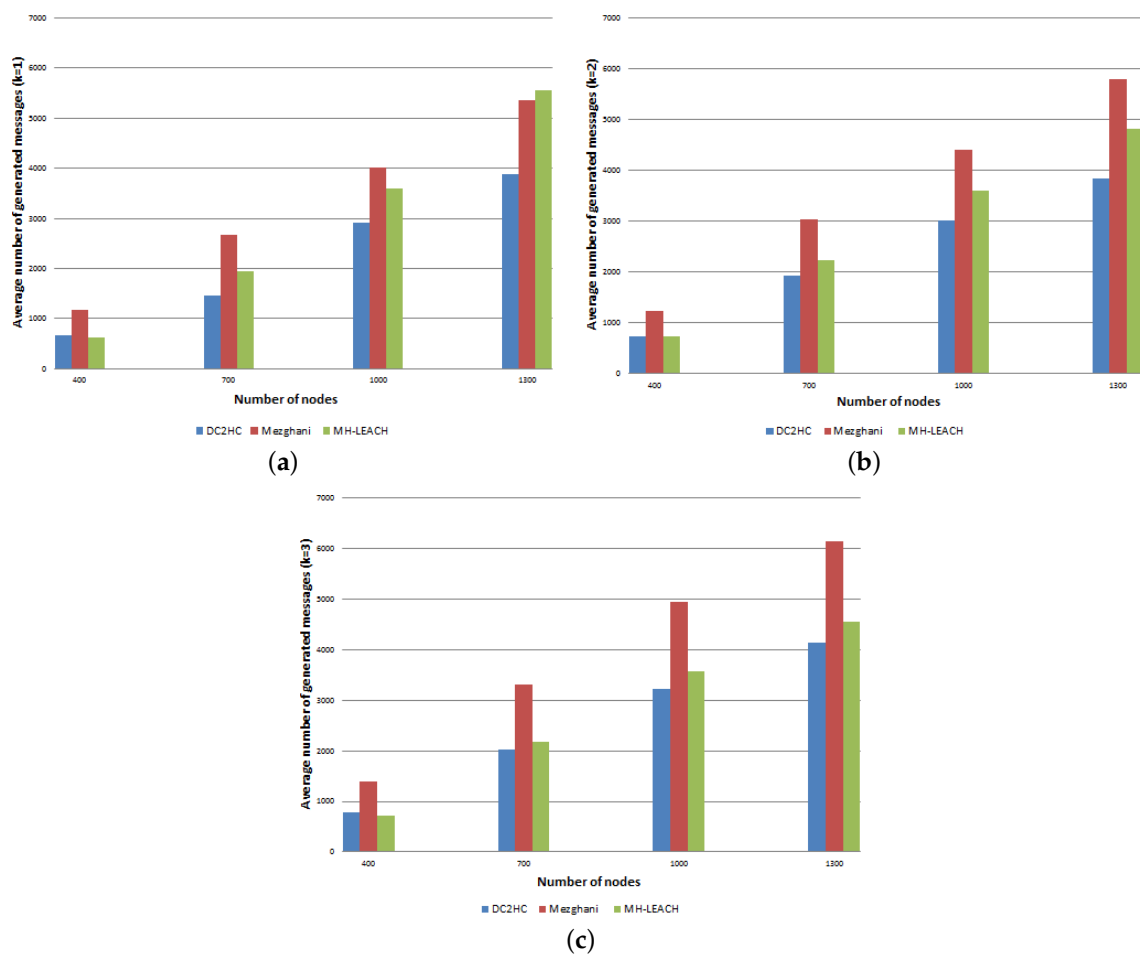 Average number of generated messages (k=1)
7000
6000
5000
4000
3000
2000
1000
0
400 700 1000 1300
Number of nodes
DC2HC Mezghani MH-LEACH
(a)
Average number of generated messages (k=2)
7000
6000
5000
4000
3000
2000
1000
0
400 700 1000 1300
Number of nodes
DC2HC Mezghani MH-LEACH
(b)
Average number of generated messages (k=3)
7000
6000
5000
4000
3000
2000
1000
0
400 700 1000 1300
Number of nodes
DC2HC Mezghani MH-LEACH
(c)